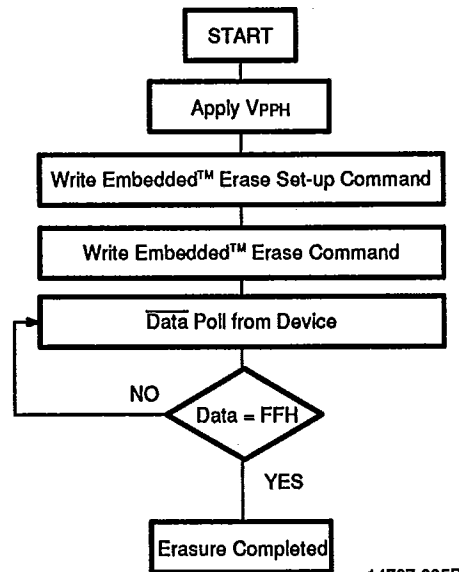 START
Apply VPPH
Write Embedded™ Erase Set-up Command
Write Embedded™ Erase Command
Data Poll from Device
NO
Data = FFH
YES
Erasure Completed